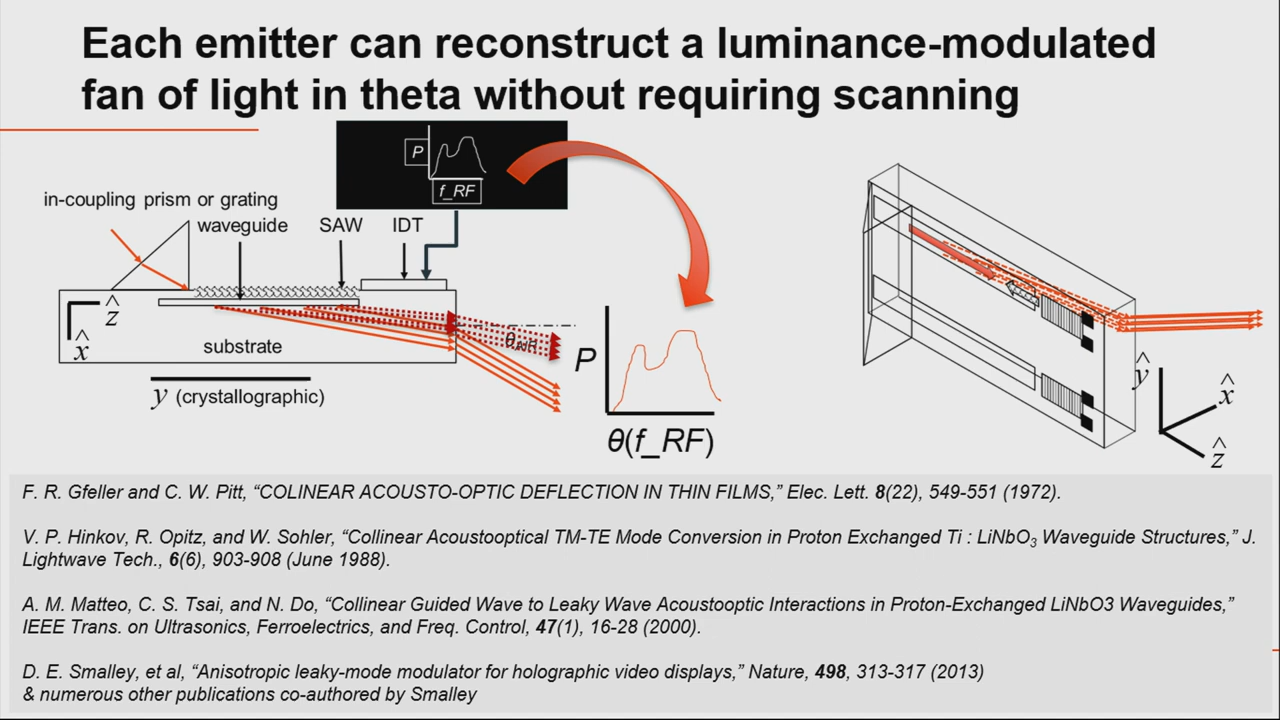 Each emitter can reconstruct a luminance-modulated
fan of light in theta without requiring scanning
P
f_RF
in-coupling prism or grating
waveguide
SAW
IDT
ẑ
x̂
substrate
θAIR
y (crystallographic)
P
θ(f_RF)
ŷ
x̂
ẑ
F. R. Gfeller and C. W. Pitt, “COLINEAR ACOUSTO-OPTIC DEFLECTION IN THIN FILMS,” Elec. Lett. 8(22), 549-551 (1972).
V. P. Hinkov, R. Opitz, and W. Sohler, “Collinear Acoustooptical TM-TE Mode Conversion in Proton Exchanged Ti : LiNbO₃ Waveguide Structures,” J.
Lightwave Tech., 6(6), 903-908 (June 1988).
A. M. Matteo, C. S. Tsai, and N. Do, “Collinear Guided Wave to Leaky Wave Acoustooptic Interactions in Proton-Exchanged LiNbO3 Waveguides,”
IEEE Trans. on Ultrasonics, Ferroelectrics, and Freq. Control, 47(1), 16-28 (2000).
D. E. Smalley, et al, “Anisotropic leaky-mode modulator for holographic video displays,” Nature, 498, 313-317 (2013)
& numerous other publications co-authored by Smalley